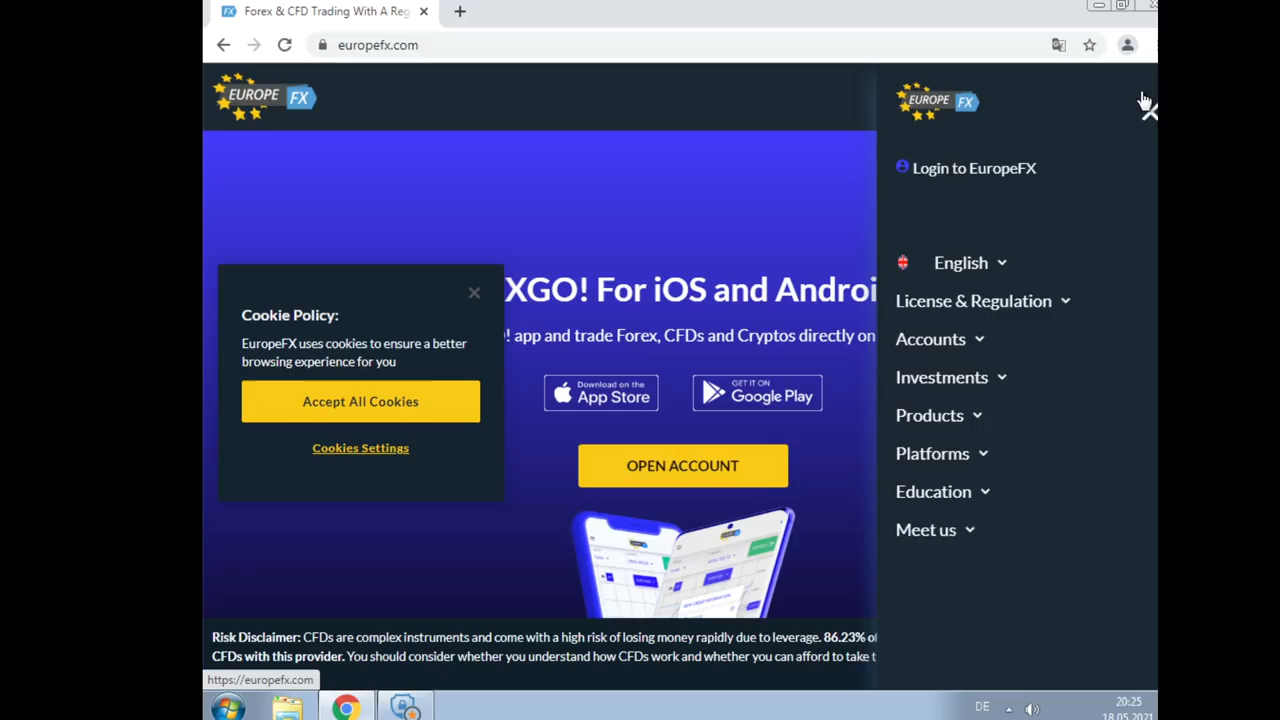 Forex & CFD Trading With A Reg
europefx.com
EUROPE FX
EUROPE FX
Login to EuropeFX
English
License & Regulation
Accounts
Investments
Products
Platforms
Education
Meet us
XGO! For iOS and Androi
! app and trade Forex, CFDs and Cryptos directly on
Download on the
App Store
GET IT ON
Google Play
OPEN ACCOUNT
Cookie Policy:
EuropeFX uses cookies to ensure a better
browsing experience for you
Accept All Cookies
Cookies Settings
Risk Disclaimer: CFDs are complex instruments and come with a high risk of losing money rapidly due to leverage. 86.23% of
CFDs with this provider. You should consider whether you understand how CFDs work and whether you can afford to take t
https://europefx.com
DE
20:25
18.05.2021